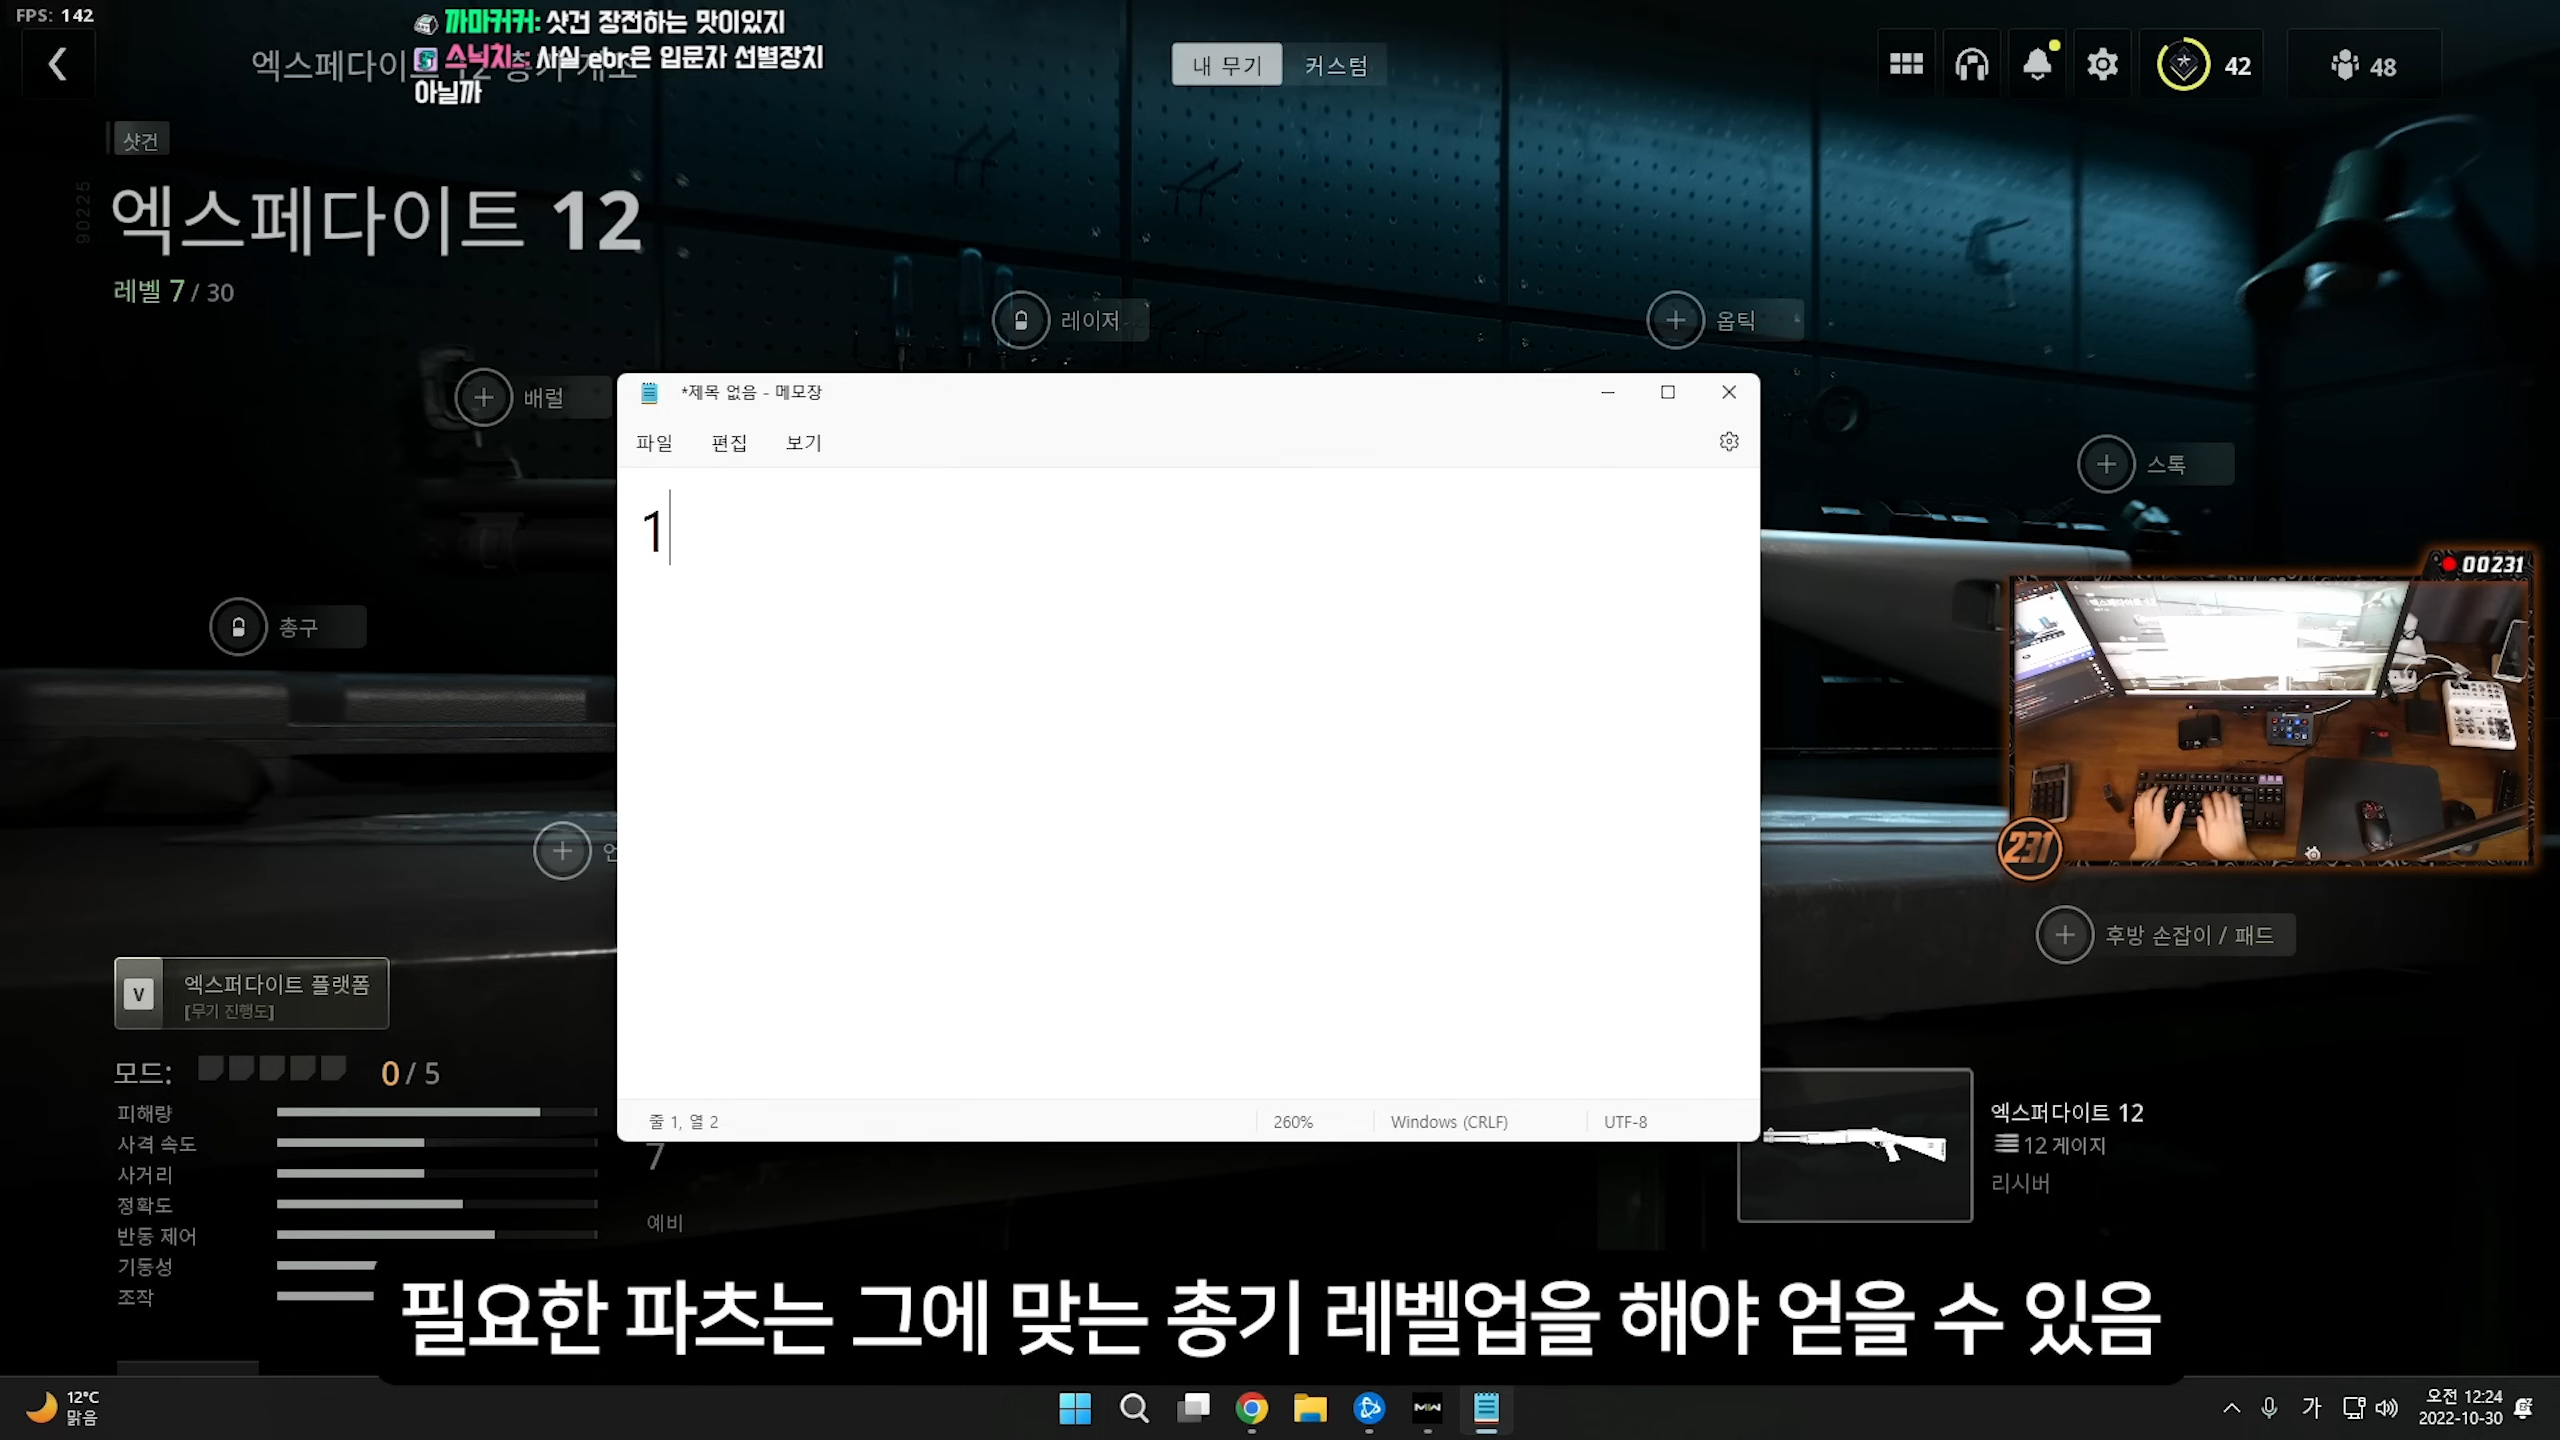 FPS: 142
까마커커: 샷건 장전하는 맛이있지
스닉치: 사실 ebr은 입문자 선별장치
아닐까
내 무기
커스텀
42
48
샷건
90225
엑스페다이트 12
레벨 7 / 30
레이저
옵틱
배럴
스톡
총구
*제목 없음 - 메모장
파일 편집 보기
1
줄 1, 열 2
260%
Windows (CRLF)
UTF-8
00231
231
후방 손잡이 / 패드
V
엑스퍼다이트 플랫폼
[무기 진행도]
모드: 0 / 5
피해량
사격 속도
사거리
정확도
반동 제어
기동성
조작
7
예비
엑스퍼다이트 12
12 게이지
리시버
필요한 파츠는 그에 맞는 총기 레벨업을 해야 얻을 수 있음
12°C
맑음
MW
가
오전 12:24
2022-10-30